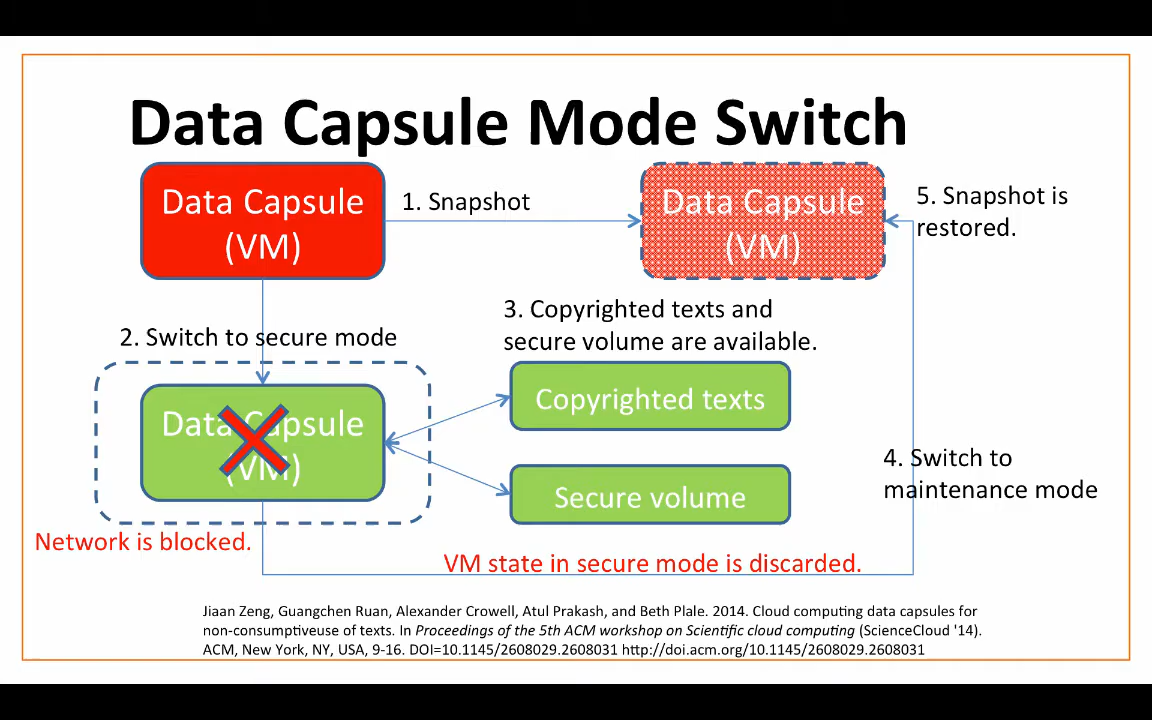 Data Capsule Mode Switch
Data Capsule
(VM)
1. Snapshot
Data Capsule
(VM)
5. Snapshot is
restored.
2. Switch to secure mode
3. Copyrighted texts and
secure volume are available.
Data Capsule
(VM)
Copyrighted texts
Secure volume
4. Switch to
maintenance mode
Network is blocked.
VM state in secure mode is discarded.
Jiaan Zeng, Guangchen Ruan, Alexander Crowell, Atul Prakash, and Beth Plale. 2014. Cloud computing data capsules for
non-consumptiveuse of texts. In Proceedings of the 5th ACM workshop on Scientific cloud computing (ScienceCloud '14).
ACM, New York, NY, USA, 9-16. DOI=10.1145/2608029.2608031 http://doi.acm.org/10.1145/2608029.2608031